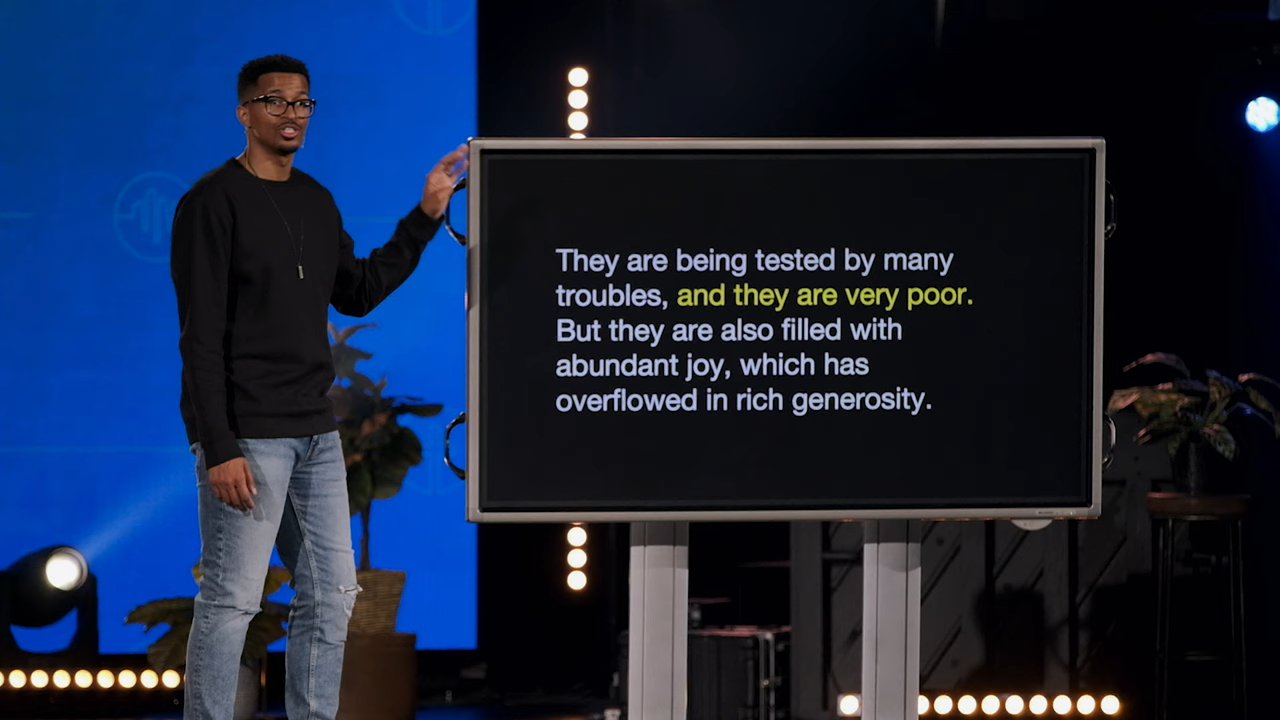 They are being tested by many
troubles, and they are very poor.
But they are also filled with
abundant joy, which has
overflowed in rich generosity.